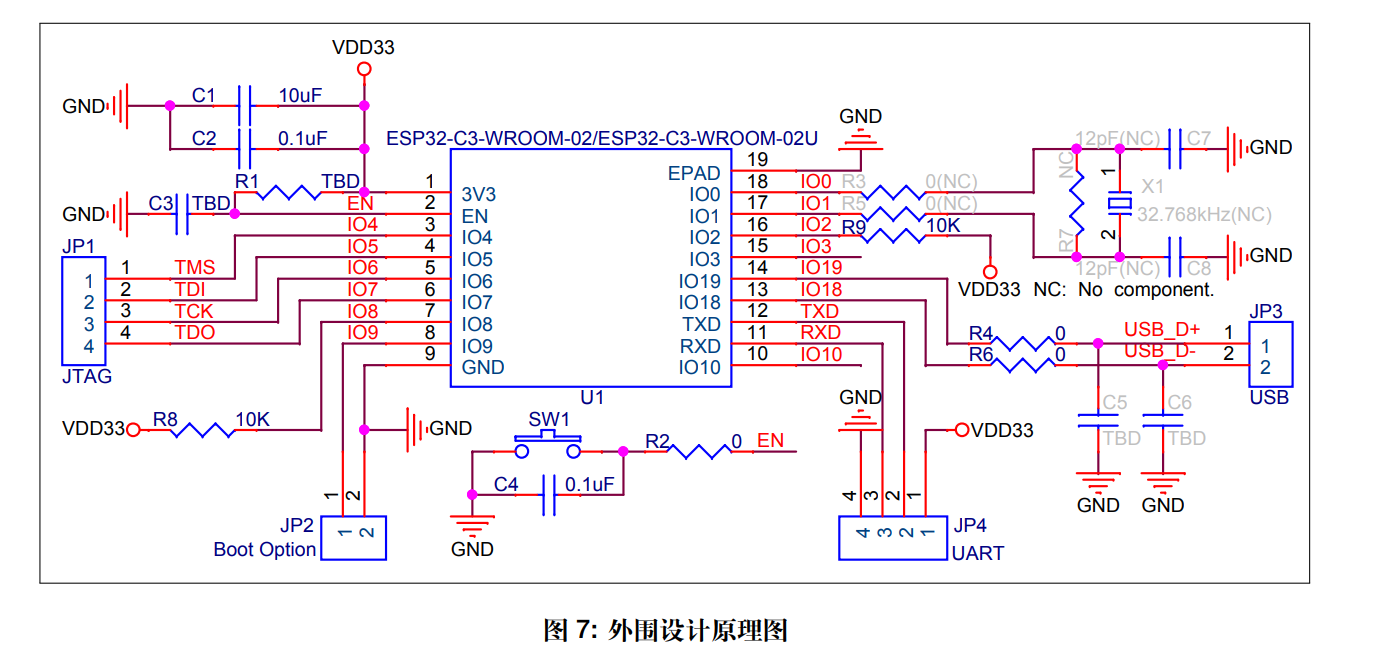 VDD33
GND
C1
10uF
C2
0.1uF
ESP32-C3-WROOM-02/ESP32-C3-WROOM-02U
R1
TBD
GND
C3
TBD
EN
IO4
IO5
IO6
IO7
IO8
IO9
1
2
3
4
5
6
7
8
9
3V3
EN
IO4
IO5
IO6
IO7
IO8
IO9
GND
U1
EPAD
IO0
IO1
IO2
IO3
IO19
IO18
TXD
RXD
IO10
19
18
17
16
15
14
13
12
11
10
IO0
IO1
IO2
IO3
IO19
IO18
TXD
RXD
IO10
GND
R3
0(NC)
R5
0(NC)
R9
10K
VDD33
NC: No component.
12pF(NC)
C7
GND
NC
R7
1
X1
32.768kHz(NC)
2
12pF(NC)
C8
GND
JP1
1
2
3
4
1
2
3
4
TMS
TDI
TCK
TDO
JTAG
VDD33
R8
10K
GND
1
2
1
2
JP2
Boot Option
SW1
R2
0
EN
C4
0.1uF
GND
GND
VDD33
4
3
2
1
4
3
2
1
JP4
UART
R4
0
R6
0
USB_D+
USB_D-
1
2
JP3
1
2
USB
C5
TBD
C6
TBD
GND
GND
图 7: 外围设计原理图